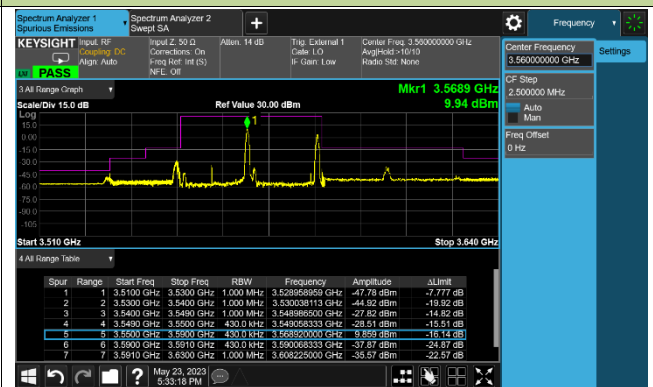 Spectrum Analyzer 1
Spurious Emissions
Spectrum Analyzer 2
Swept SA
+
Frequency
KEYSIGHT
Input: RF
Coupling: DC
Align: Auto
Input Z: 50 Ω
Corrections: On
Freq Ref: Int (S)
NFE: Off
Atten: 14 dB
Trig: External 1
Gate: LO
IF Gain: Low
Center Freq: 3.560000000 GHz
Avg|Hold:>10/10
Radio Std: None
PASS
Center Frequency
3.560000000 GHz
Settings
CF Step
2.500000 MHz
Auto
Man
Freq Offset
0 Hz
3 All Range Graph
Mkr1 3.5689 GHz
9.94 dBm
Scale/Div 15.0 dB
Ref Value 30.00 dBm
Log
15.0
0.00
-15.0
-30.0
-45.0
-60.0
-75.0
-90.0
-105
1
Start 3.510 GHz
Stop 3.640 GHz
4 All Range Table
Spur Range Start Freq Stop Freq RBW Frequency Amplitude ΔLimit
1 1 3.5100 GHz 3.5300 GHz 1.000 MHz 3.528958959 GHz -47.78 dBm -7.777 dB
2 2 3.5300 GHz 3.5400 GHz 1.000 MHz 3.530038113 GHz -44.92 dBm -19.92 dB
3 3 3.5400 GHz 3.5490 GHz 1.000 MHz 3.548986500 GHz -27.82 dBm -14.82 dB
4 4 3.5490 GHz 3.5500 GHz 430.0 kHz 3.549058333 GHz -28.51 dBm -15.51 dB
5 5 3.5500 GHz 3.5900 GHz 430.0 kHz 3.568920000 GHz 9.859 dBm -16.14 dB
6 6 3.5900 GHz 3.5910 GHz 430.0 kHz 3.590068333 GHz -37.87 dBm -24.87 dB
7 7 3.5910 GHz 3.6300 GHz 1.000 MHz 3.608225000 GHz -35.57 dBm -22.57 dB
?
May 23, 2023
5:33:18 PM